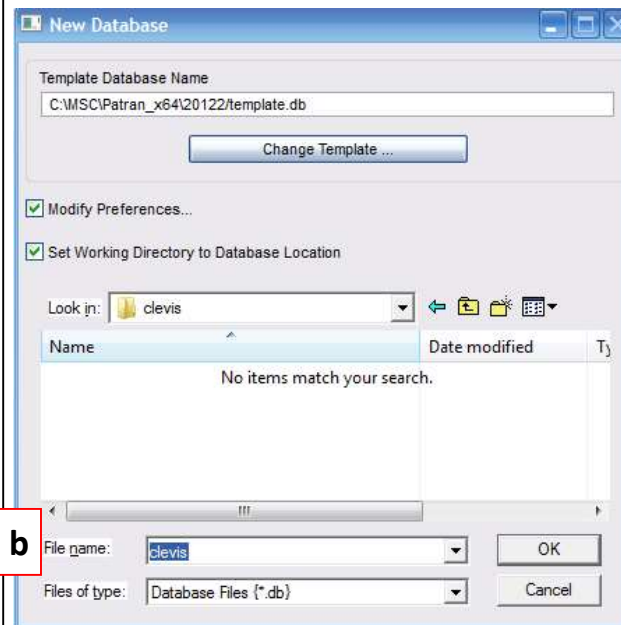 New Database
Template Database Name
C:\MSC\Patran_x64\20122/template.db
Change Template ...
Modify Preferences...
Set Working Directory to Database Location
Look in: clevis
Name Date modified Ty
No items match your search.
b File name: clevis OK
Files of type: Database Files {*.db} Cancel